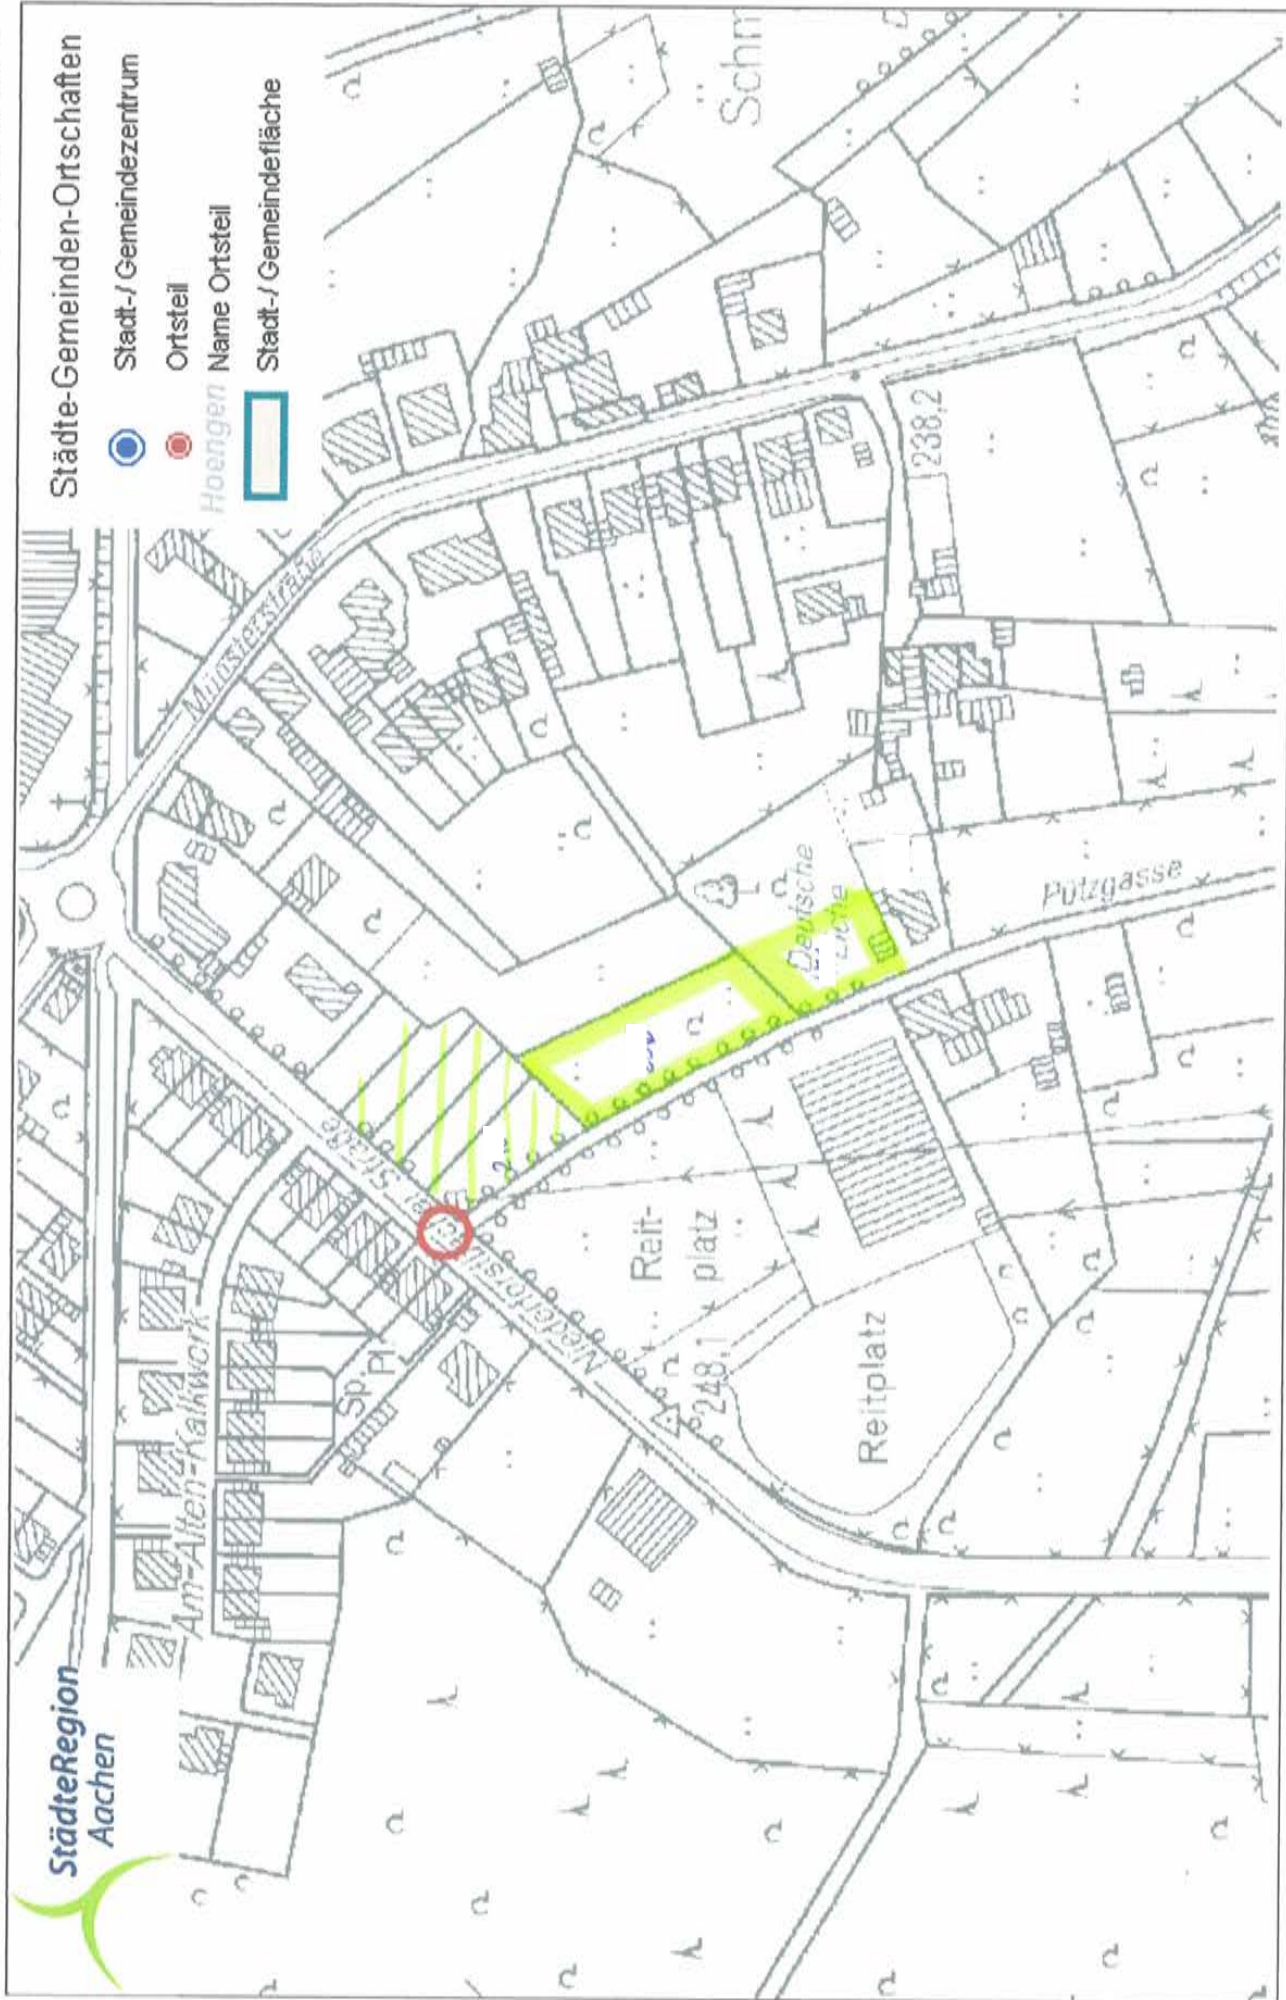 StädteRegion
Aachen
Städte-Gemeinden-Ortschaften
Stadt-/ Gemeindezentrum
Ortsteil
Hoengen Name Ortsteil
Stadt-/ Gemeindefläche
Münsterstraße
Am-Alten-Kalkwerk
Sp.
Pl.
Straße
248,1
Reit-
platz
Reitplatz
Deutsche
Eiche
Pützgasse
238,2
Schm